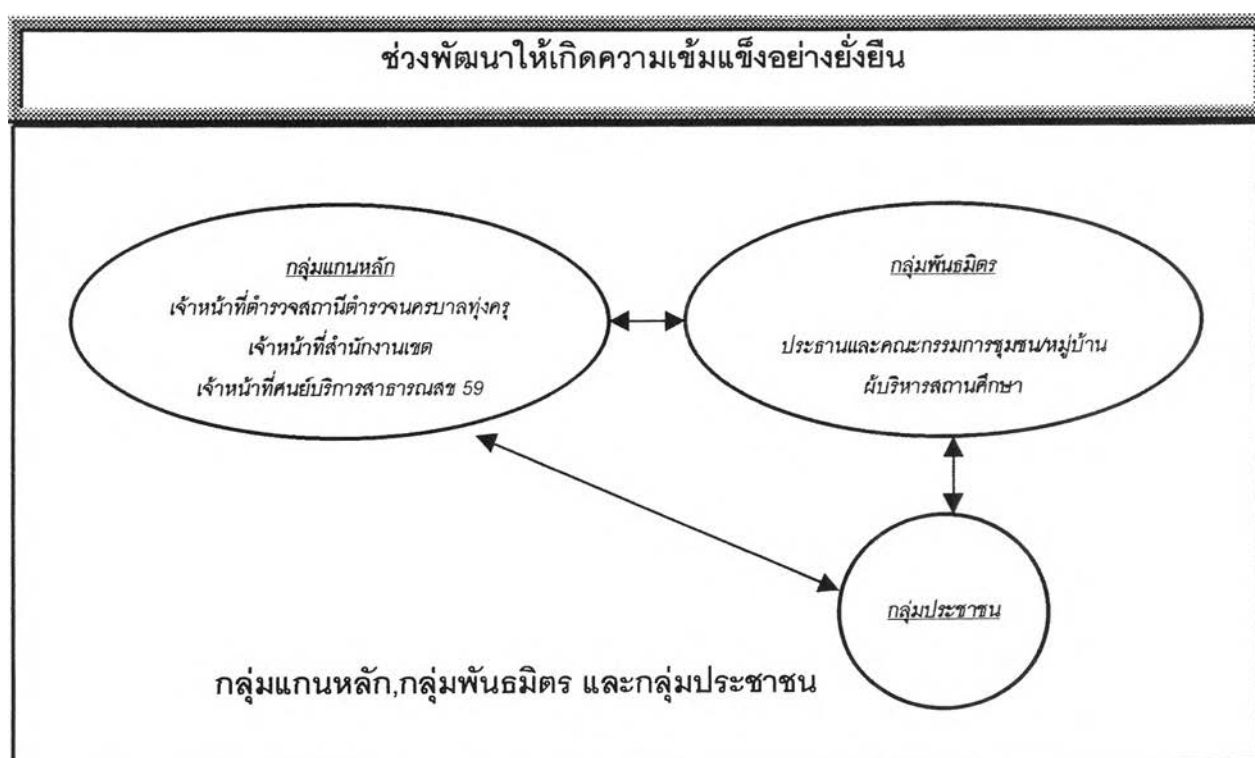 ช่วงพัฒนาให้เกิดความเข้มแข็งอย่างยั่งยืน
กลุ่มแกนหลัก
เจ้าหน้าที่ตำรวจสถานีตำรวจนครบาลทุ่งครุ
เจ้าหน้าที่สำนักงานเขต
เจ้าหน้าที่ศูนย์บริการสาธารณสุข 59
กลุ่มพันธมิตร
ประธานและคณะกรรมการชุมชน/หมู่บ้าน
ผู้บริหารสถานศึกษา
กลุ่มประชาชน
กลุ่มแกนหลัก,กลุ่มพันธมิตร และกลุ่มประชาชน